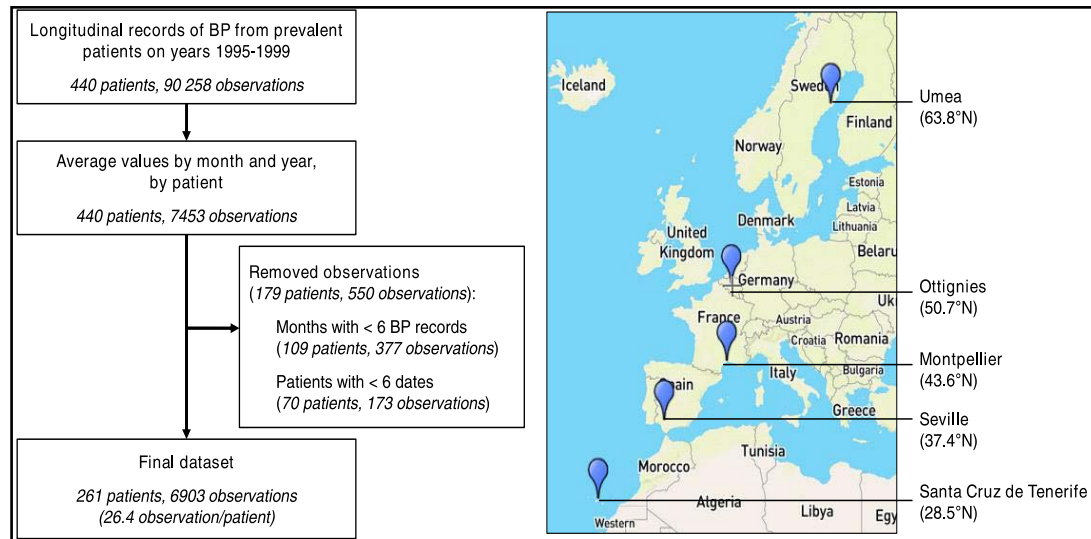 Longitudinal records of BP from prevalent
patients on years 1995-1999
440 patients, 90 258 observations
Average values by month and year,
by patient
440 patients, 7453 observations
Removed observations
(179 patients, 550 observations):
Months with < 6 BP records
(109 patients, 377 observations)
Patients with < 6 dates
(70 patients, 173 observations)
Final dataset
261 patients, 6903 observations
(26.4 observation/patient)
Iceland
Sweden
Finland
Norway
Estonia
Latvia
Lithuania
Denmark
United
Kingdom
Belaru
Germany
Ukr
France
Austria
Croatia
Romania
Italy
Bulgaria
Spain
Greece
Tunisia
Morocco
Algeria
Libya
Egy
Western
Umea
(63.8°N)
Ottignies
(50.7°N)
Montpellier
(43.6°N)
Seville
(37.4°N)
Santa Cruz de Tenerife
(28.5°N)